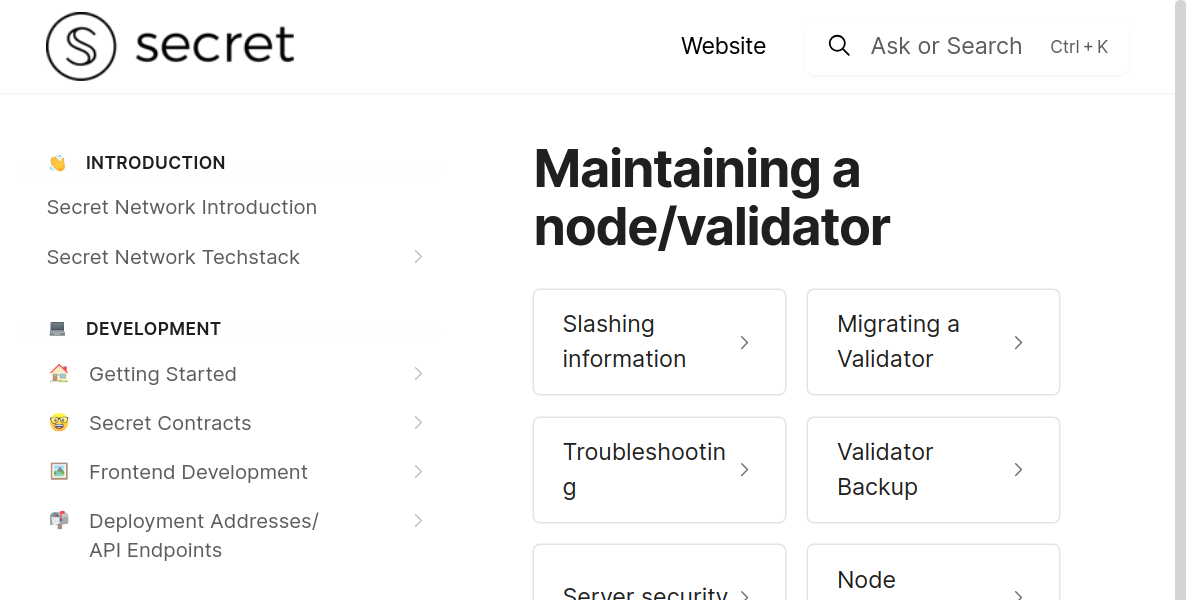 secret
Website
Ask or Search
Ctrl + K
INTRODUCTION
Secret Network Introduction
Secret Network Techstack
DEVELOPMENT
Getting Started
Secret Contracts
Frontend Development
Deployment Addresses/
API Endpoints
Maintaining a
node/validator
Slashing
information
Migrating a
Validator
Troubleshootin
g
Validator
Backup
Server security
Node